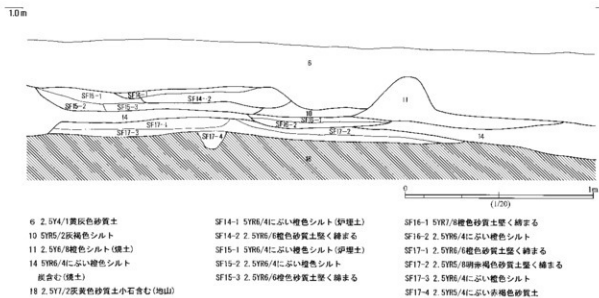 1.0m
6
SF15-1
SF14-2
SF15-2
SF15-3
11
10
SF16-1
14
SF17-1
SF16-2
SF17-2
SF17-3
SF17-4
14
0
1m
(1/20)
6 2.5Y4/1黄灰色砂質土
10 5YR5/2灰褐色シルト
11 2.5Y6/8橙色シルト(焼土)
14 5YR6/4にぶい橙色シルト
炭含む(焼土)
18 2.5Y7/2灰黄色砂質土小石含む(地山)
SF14-1 5YR6/4にぶい橙色シルト(炉埋土)
SF14-2 2.5YR6/6橙色砂質土堅く締まる
SF15-1 5YR6/4にぶい橙色シルト(炉埋土)
SF15-2 2.5YR6/4にぶい橙色シルト
SF15-3 2.5YR6/6橙色砂質土堅く締まる
SF16-1 5YR7/8橙色砂質土堅く締まる
SF16-2 2.5YR6/4にぶい橙色シルト
SF17-1 2.5YR6/6橙色砂質土堅く締まる
SF17-2 2.5YR5/8明赤褐色砂質土堅く締まる
SF17-3 2.5YR6/4にぶい橙色シルト
SF17-4 2.5YR5/4にぶい赤褐色砂質土